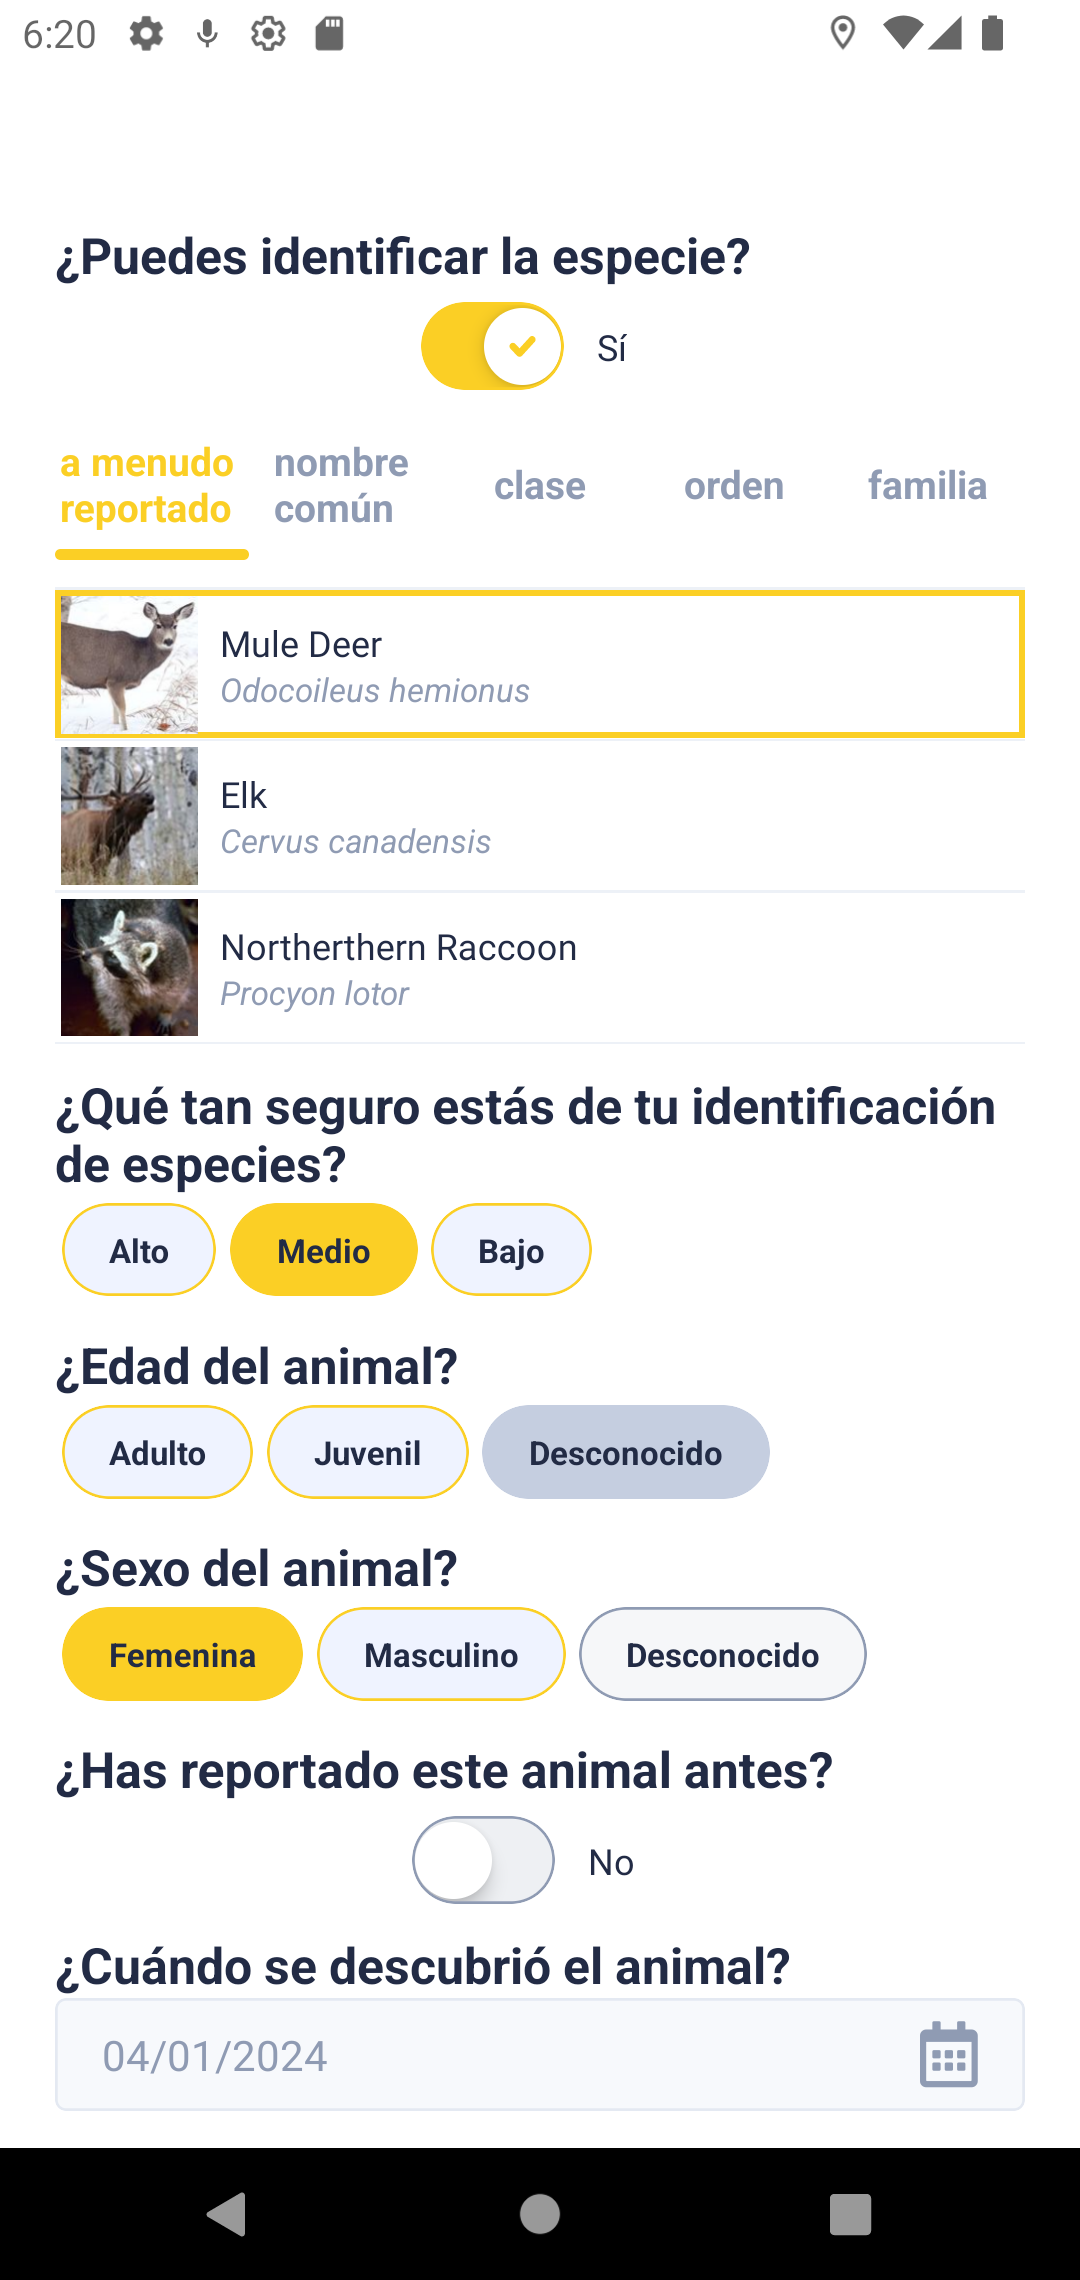 6:20
¿Puedes identificar la especie?
Sí
a menudo reportado
nombre común
clase
orden
familia
Mule Deer
Odocoileus hemionus
Elk
Cervus canadensis
Northerthern Raccoon
Procyon lotor
¿Qué tan seguro estás de tu identificación
de especies?
Alto Medio Bajo
¿Edad del animal?
Adulto Juvenil Desconocido
¿Sexo del animal?
Femenina Masculino Desconocido
¿Has reportado este animal antes?
No
¿Cuándo se descubrió el animal?
04/01/2024